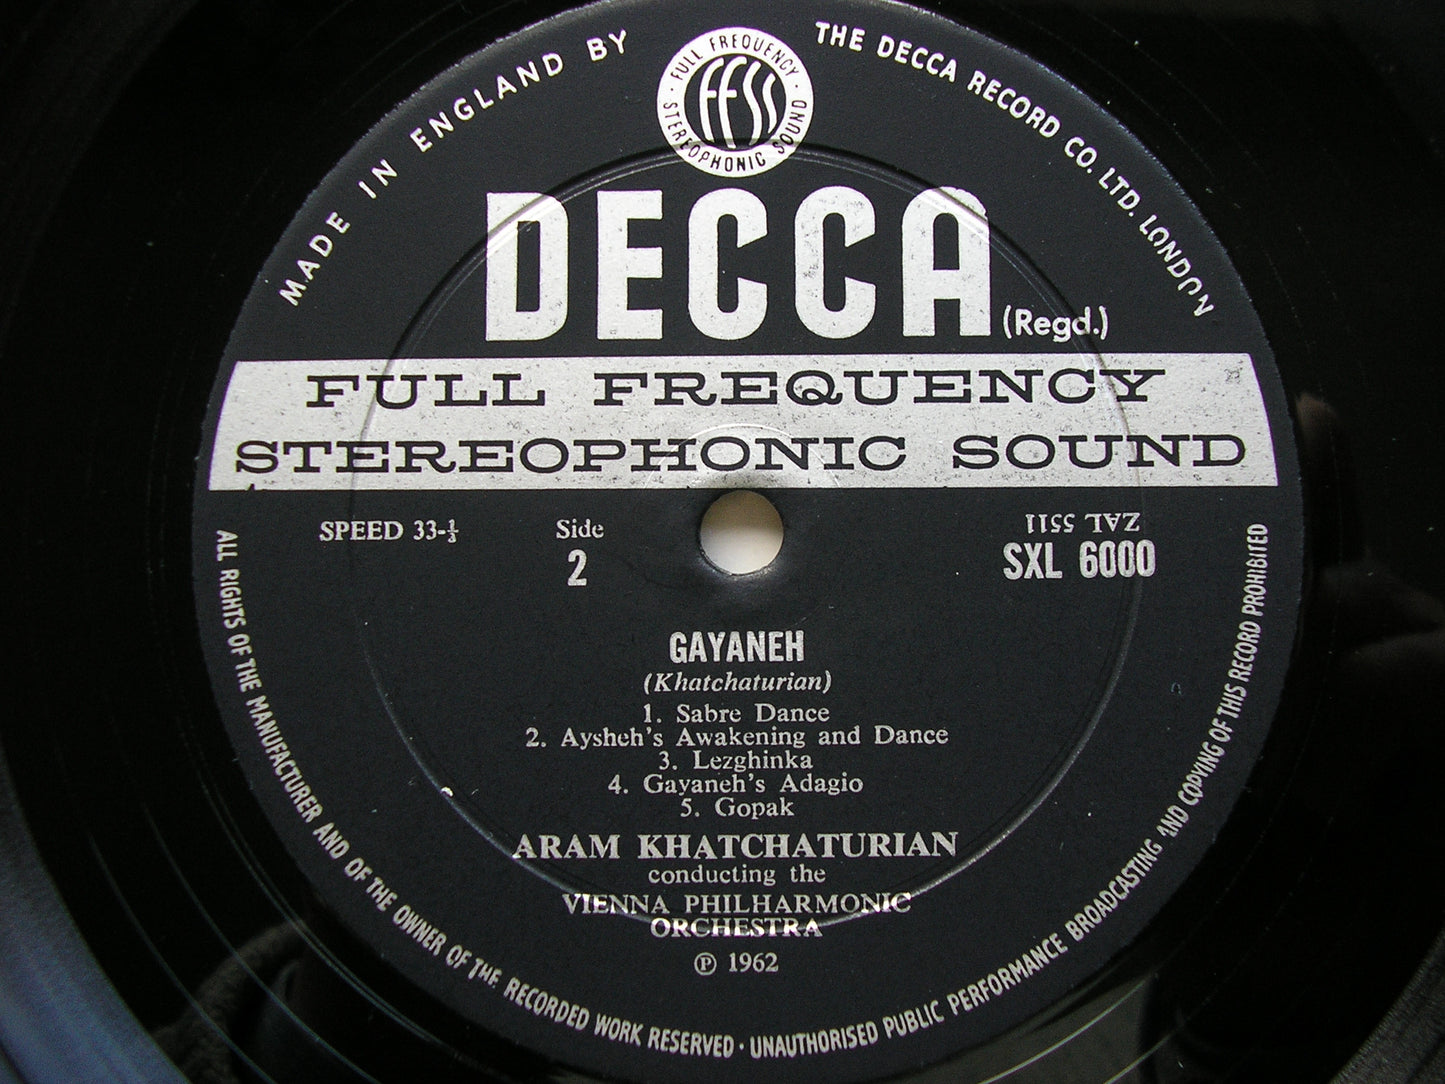 MADE IN ENGLAND BY
THE DECCA RECORD CO. LTD. LONDON
FULL FREQUENCY
STEREOPHONIC SOUND
FFSS
DECCA
(Regd.)
FULL FREQUENCY
STEREOPHONIC SOUND
SPEED 33-⅓
Side
2
ZAL 5511
SXL 6000
GAYANEH
(Khatchaturian)
1. Sabre Dance
2. Aysheh's Awakening and Dance
3. Lezghinka
4. Gayaneh's Adagio
5. Gopak
ARAM KHATCHATURIAN
conducting the
VIENNA PHILHARMONIC
ORCHESTRA
Ⓟ 1962
ALL RIGHTS OF THE MANUFACTURER AND OF THE OWNER OF THE RECORDED WORK RESERVED · UNAUTHORISED PUBLIC PERFORMANCE BROADCASTING AND COPYING OF THIS RECORD PROHIBITED